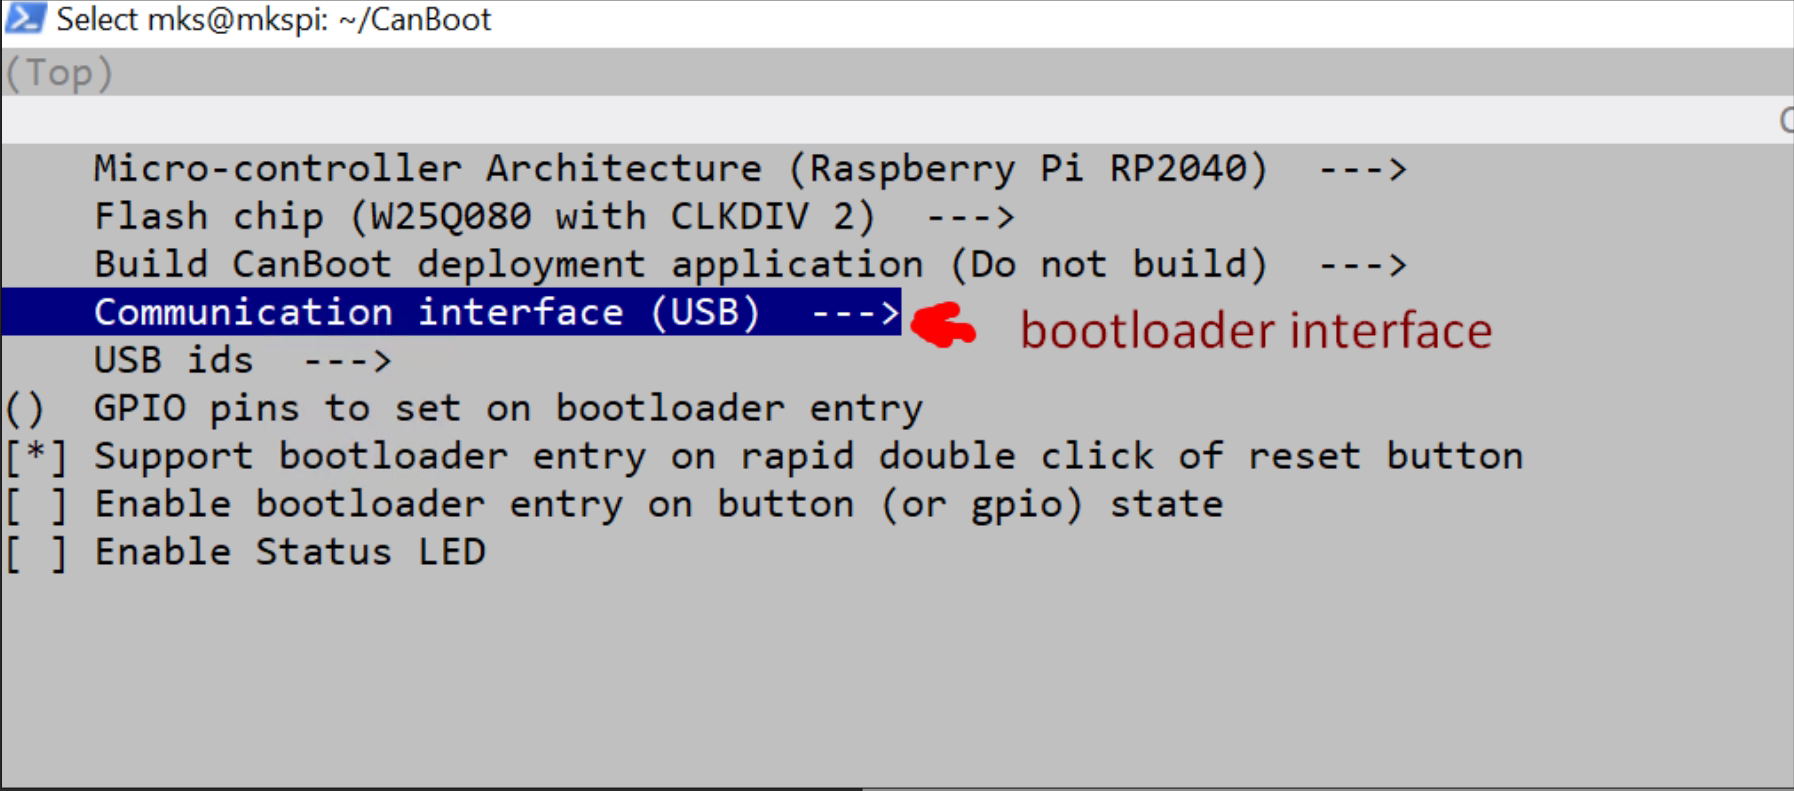 Select mks@mkspi: ~/CanBoot
(Top)
Micro-controller Architecture (Raspberry Pi RP2040)  --->
Flash chip (W25Q080 with CLKDIV 2)  --->
Build CanBoot deployment application (Do not build)  --->
Communication interface (USB)  --->
bootloader interface
USB ids  --->
()  GPIO pins to set on bootloader entry
[*] Support bootloader entry on rapid double click of reset button
[ ] Enable bootloader entry on button (or gpio) state
[ ] Enable Status LED